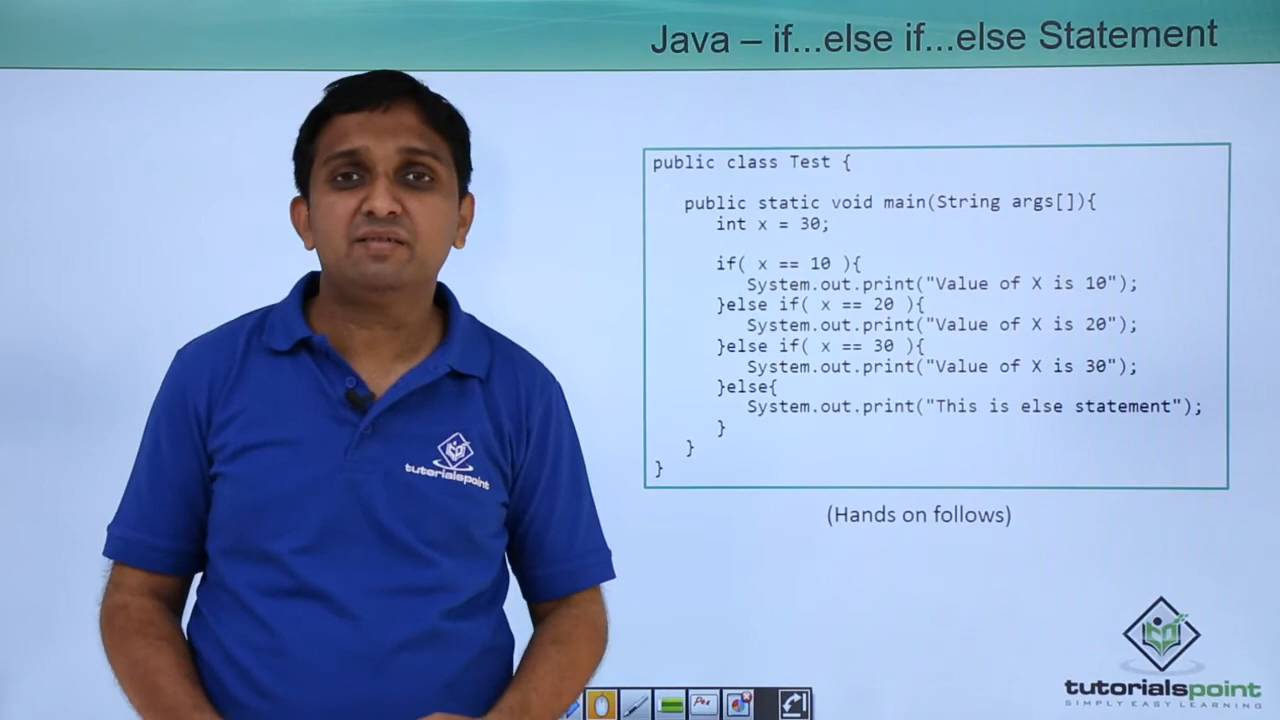 Java – if...else if...else Statement
public class Test {
public static void main(String args[]){
int x = 30;
if( x == 10 ){
System.out.print("Value of X is 10");
}else if( x == 20 ){
System.out.print("Value of X is 20");
}else if( x == 30 ){
System.out.print("Value of X is 30");
}else{
System.out.print("This is else statement");
}
}
}
(Hands on follows)
tutorialspoint
tutorialspoint
SIMPLY EASY LEARNING